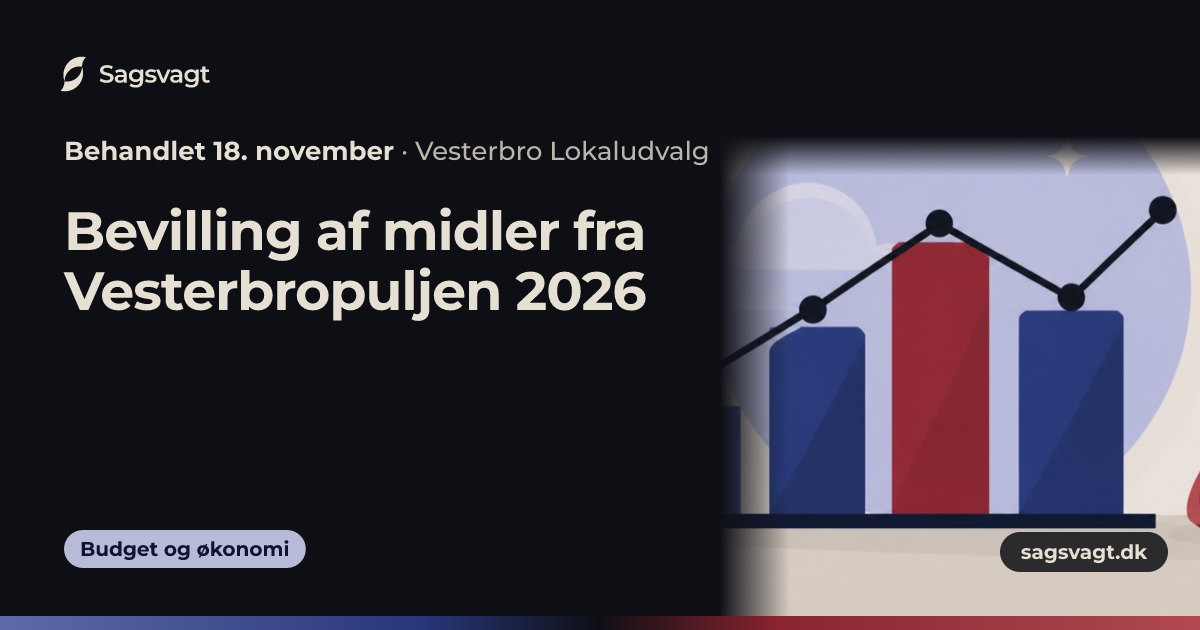 Sagsvagt
Behandlet 18. november · Vesterbro Lokaludvalg
Bevilling af midler fra
Vesterbropuljen 2026
Budget og økonomi
sagsvagt.dk